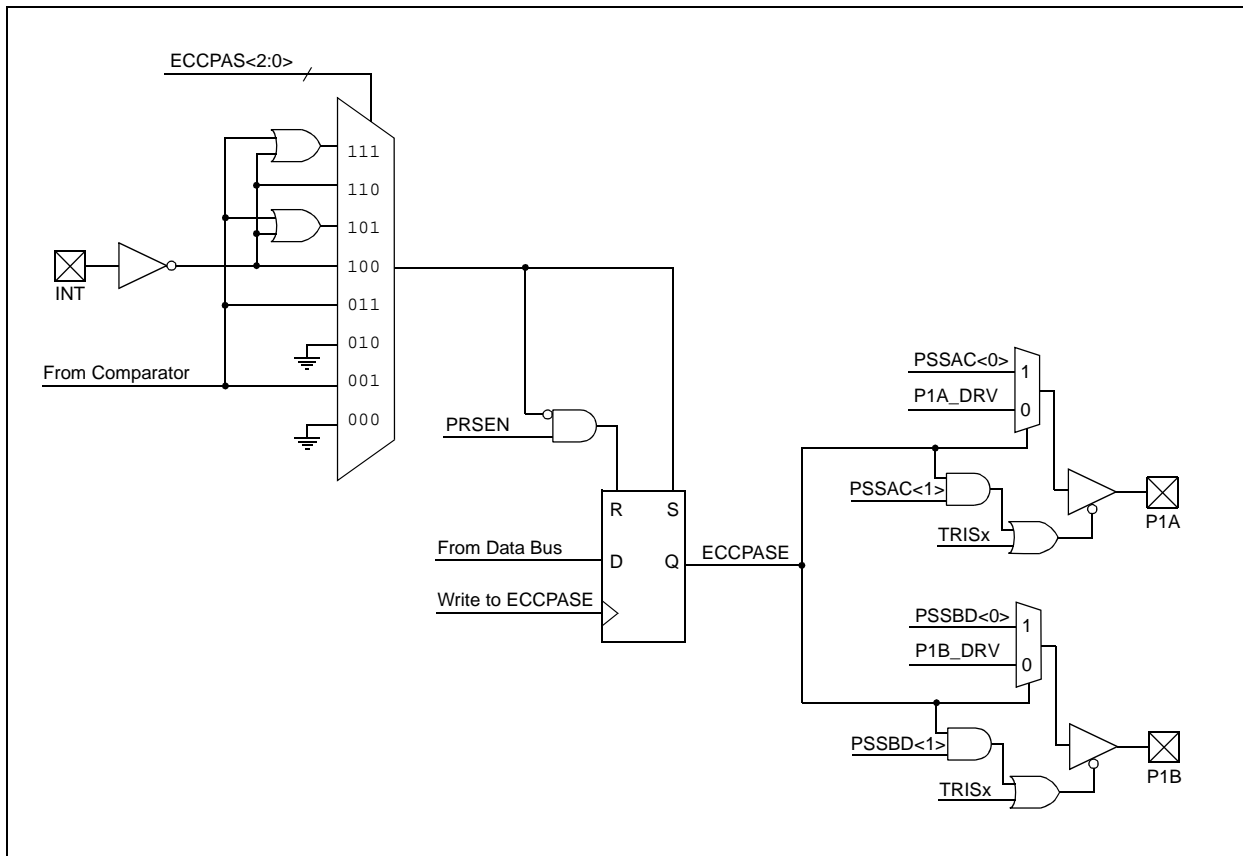 ECCPAS<2:0>
111
110
101
100
INT
011
010
From Comparator
001
000
PRSEN
R
S
From Data Bus
D
Q
ECCPASE
Write to ECCPASE
PSSAC<0>
1
P1A_DRV
0
PSSAC<1>
P1A
TRISx
PSSBD<0>
1
P1B_DRV
0
PSSBD<1>
P1B
TRISx